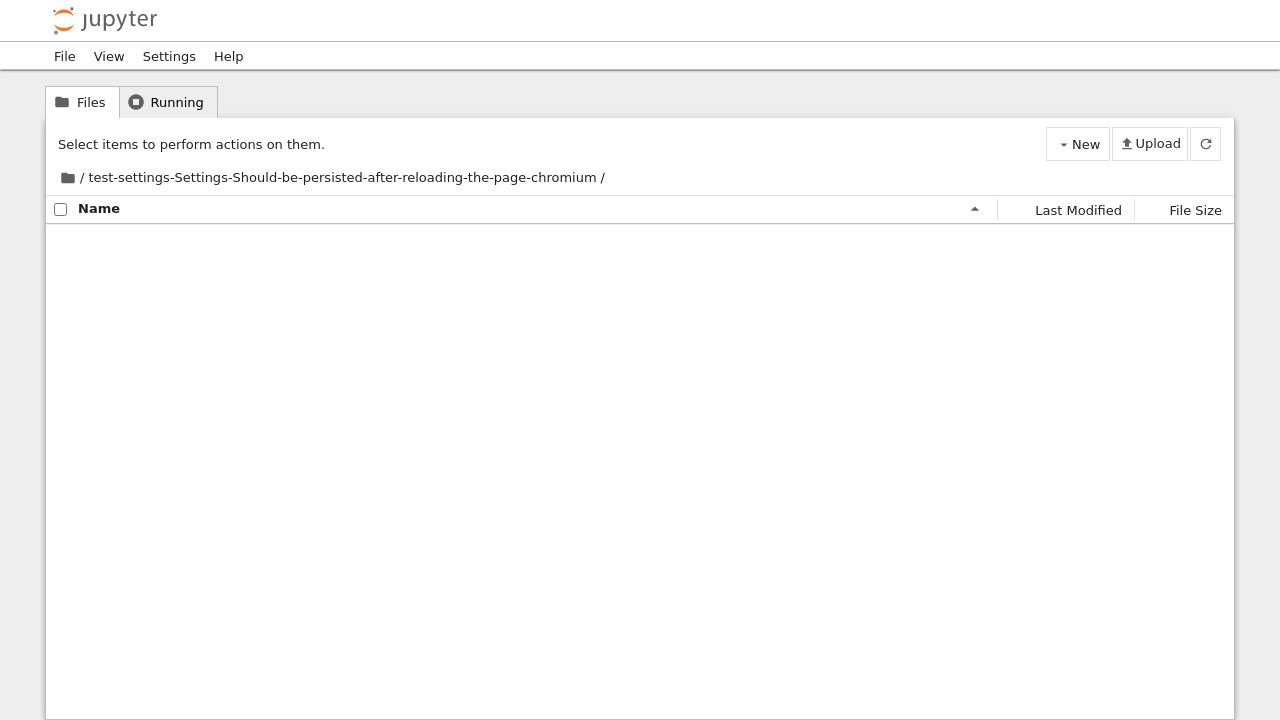 jupyter
File View Settings Help
Files Running
Select items to perform actions on them. New Upload
/ test-settings-Settings-Should-be-persisted-after-reloading-the-page-chromium /
Name Last Modified File Size